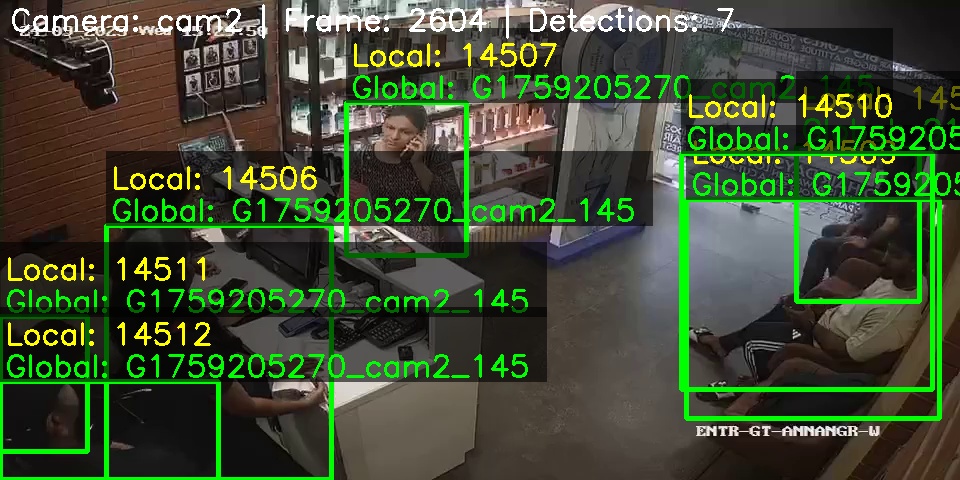 Camera: cam2 | Frame: 2604 | Detections: 7
Local: 14507
Global: G1759205270_cam2_145
Local: 14510
Global: G1759205
Local: 14506
Global: G1759205270_cam2_145
Global: G1759205
Local: 14511
Global: G1759205270_cam2_145
Local: 14512
Global: G1759205270_cam2_145
ENTR-GT-ANNANGR-W